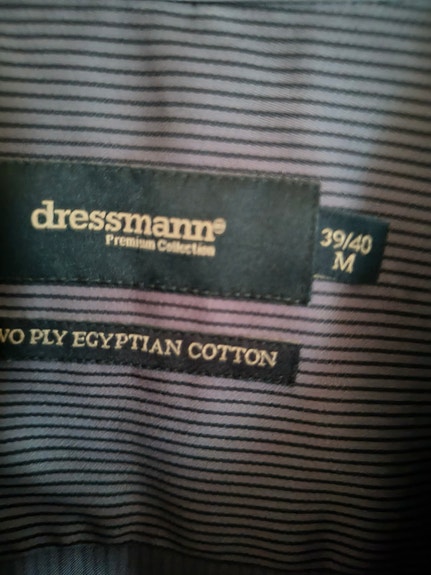 dressmann®
Premium Collection
39/40
M
WO PLY EGYPTIAN COTTON